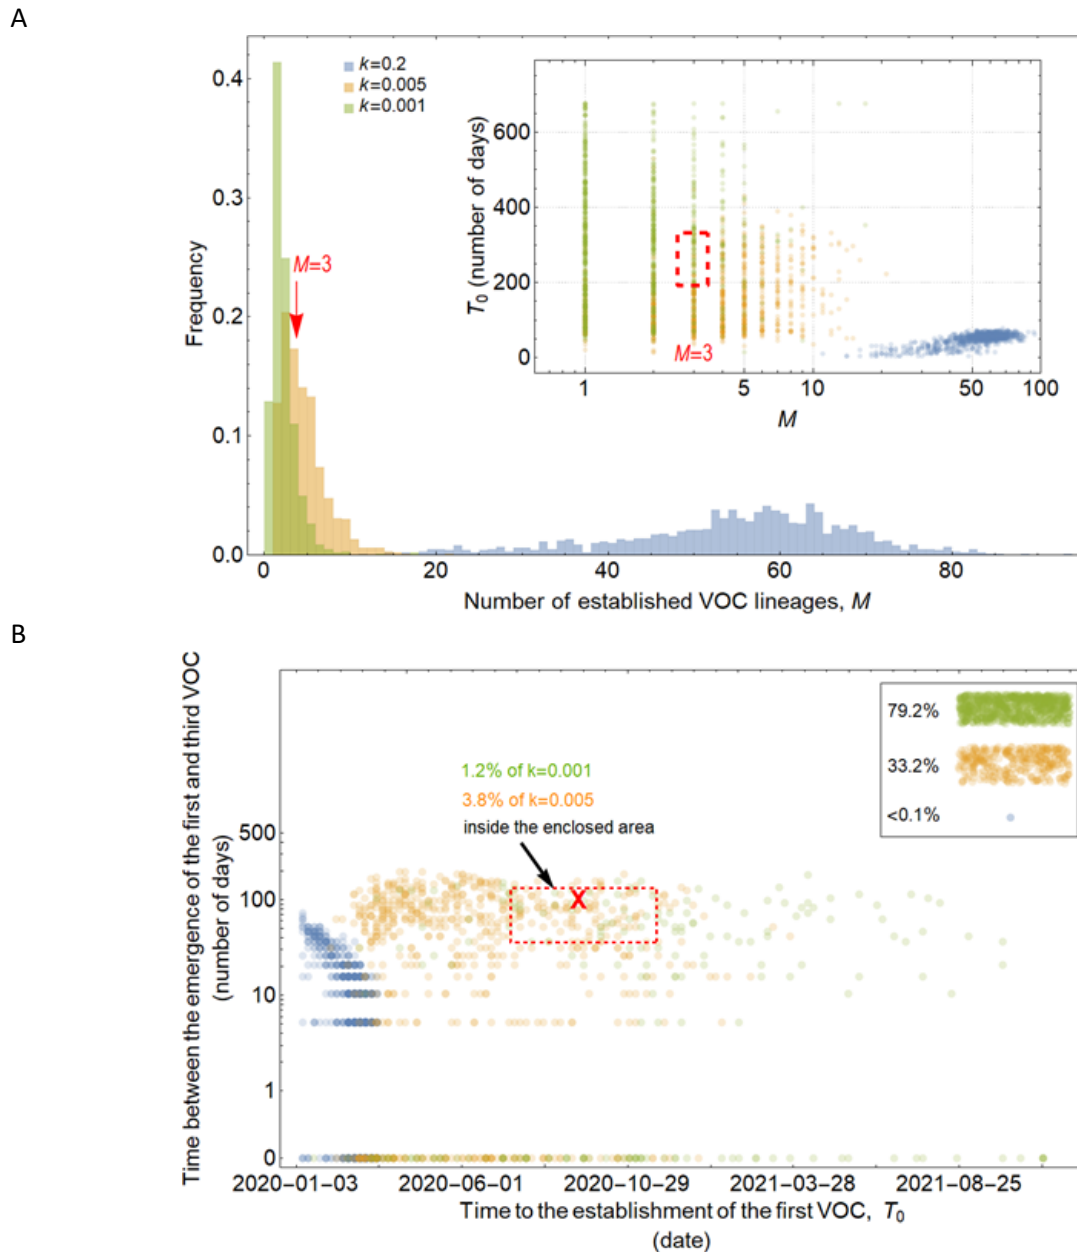 A
k=0.2
k=0.005
k=0.001
M=3
Frequency
0.4
0.3
0.2
0.1
0.0
0 20 40 60 80
Number of established VOC lineages, M
T0 (number of days)
600
400
200
0
M=3
1 5 10 50 100
M
B
Time between the emergence of the first and third VOC
(number of days)
500
100
10
5
1
0
1.2% of k=0.001
3.8% of k=0.005
inside the enclosed area
X
79.2%
33.2%
<0.1%
2020-01-03 2020-06-01 2020-10-29 2021-03-28 2021-08-25
Time to the establishment of the first VOC, T0
(date)